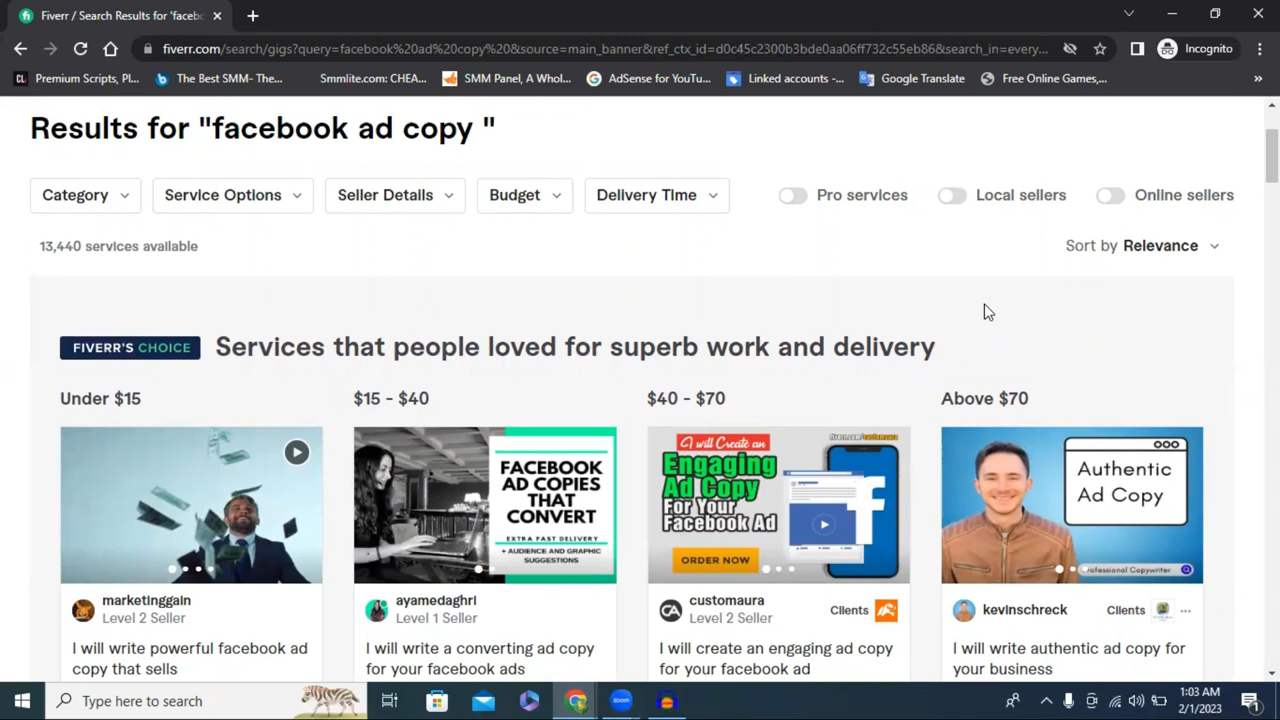 Fiverr / Search Results for 'faceb
fiverr.com/search/gigs?query=facebook%20ad%20copy%20&source=main_banner&ref_ctx_id=d0c45c2300b3bde0aa06ff732c55eb86&search_in=every...
Incognito
Premium Scripts, Pl...
The Best SMM- The...
Smmlite.com: CHEA...
SMM Panel, A Whol...
AdSense for YouTu...
Linked accounts -...
Google Translate
Free Online Games,...
Results for "facebook ad copy "
Category
Service Options
Seller Details
Budget
Delivery Time
Pro services
Local sellers
Online sellers
13,440 services available
Sort by Relevance
FIVERR'S CHOICE
Services that people loved for superb work and delivery
Under $15
$15 - $40
$40 - $70
Above $70
FACEBOOK
AD COPIES
THAT
CONVERT
EXTRA FAST DELIVERY
+ AUDIENCE AND GRAPHIC
SUGGESTIONS
I will Create an
fiverr.com/customaura
Engaging
Ad Copy
For Your
Facebook Ad
ORDER NOW
Authentic
Ad Copy
Professional Copywriter
marketinggain
Level 2 Seller
ayamedaghri
Level 1 Seller
CA
customaura
Level 2 Seller
Clients
kevinschreck
Clients
I will write powerful facebook ad
copy that sells
I will write a converting ad copy
for your facebook ads
I will create an engaging ad copy
for your facebook ad
I will write authentic ad copy for
your business
Type here to search
zoom
1:03 AM
2/1/2023
1